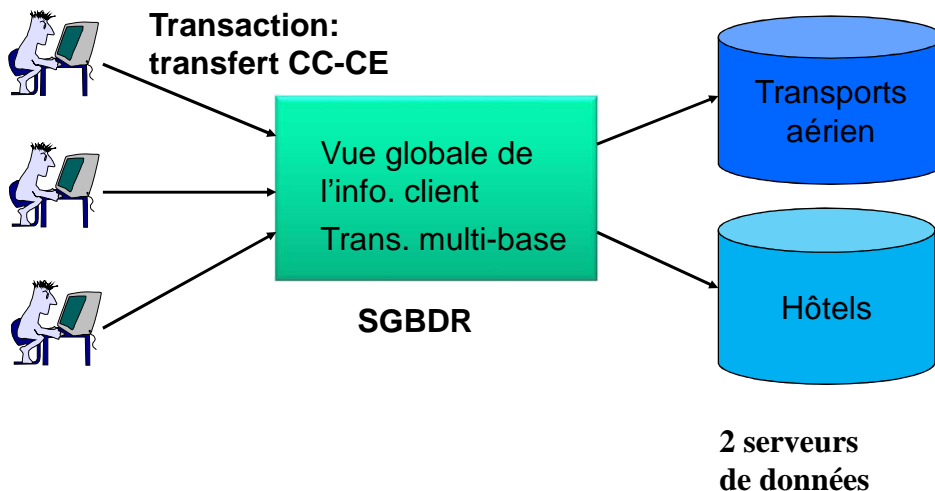 Transaction:
transfert CC-CE
Vue globale de
l'info. client
Trans. multi-base
SGBDR
Transports
aérien
Hôtels
2 serveurs
de données